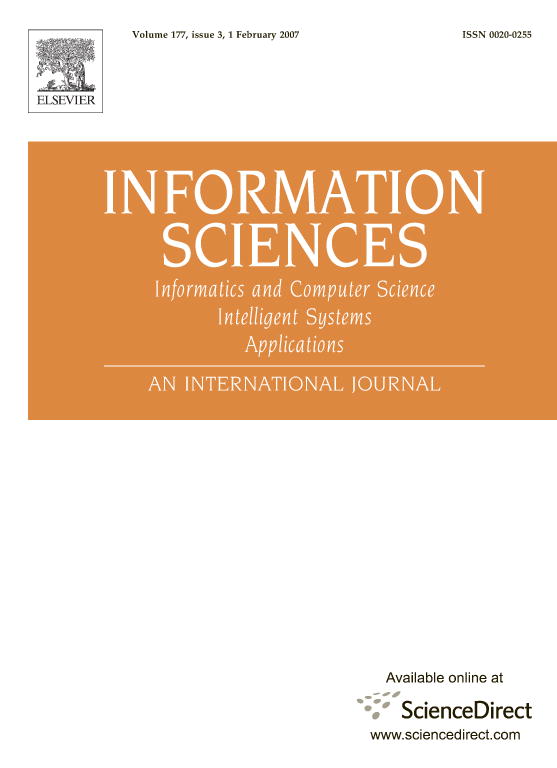 Volume 177, issue 3, 1 February 2007
ISSN 0020-0255
ELSEVIER
INFORMATION
SCIENCES
Informatics and Computer Science
Intelligent Systems
Applications
AN INTERNATIONAL JOURNAL
Available online at
ScienceDirect
www.sciencedirect.com